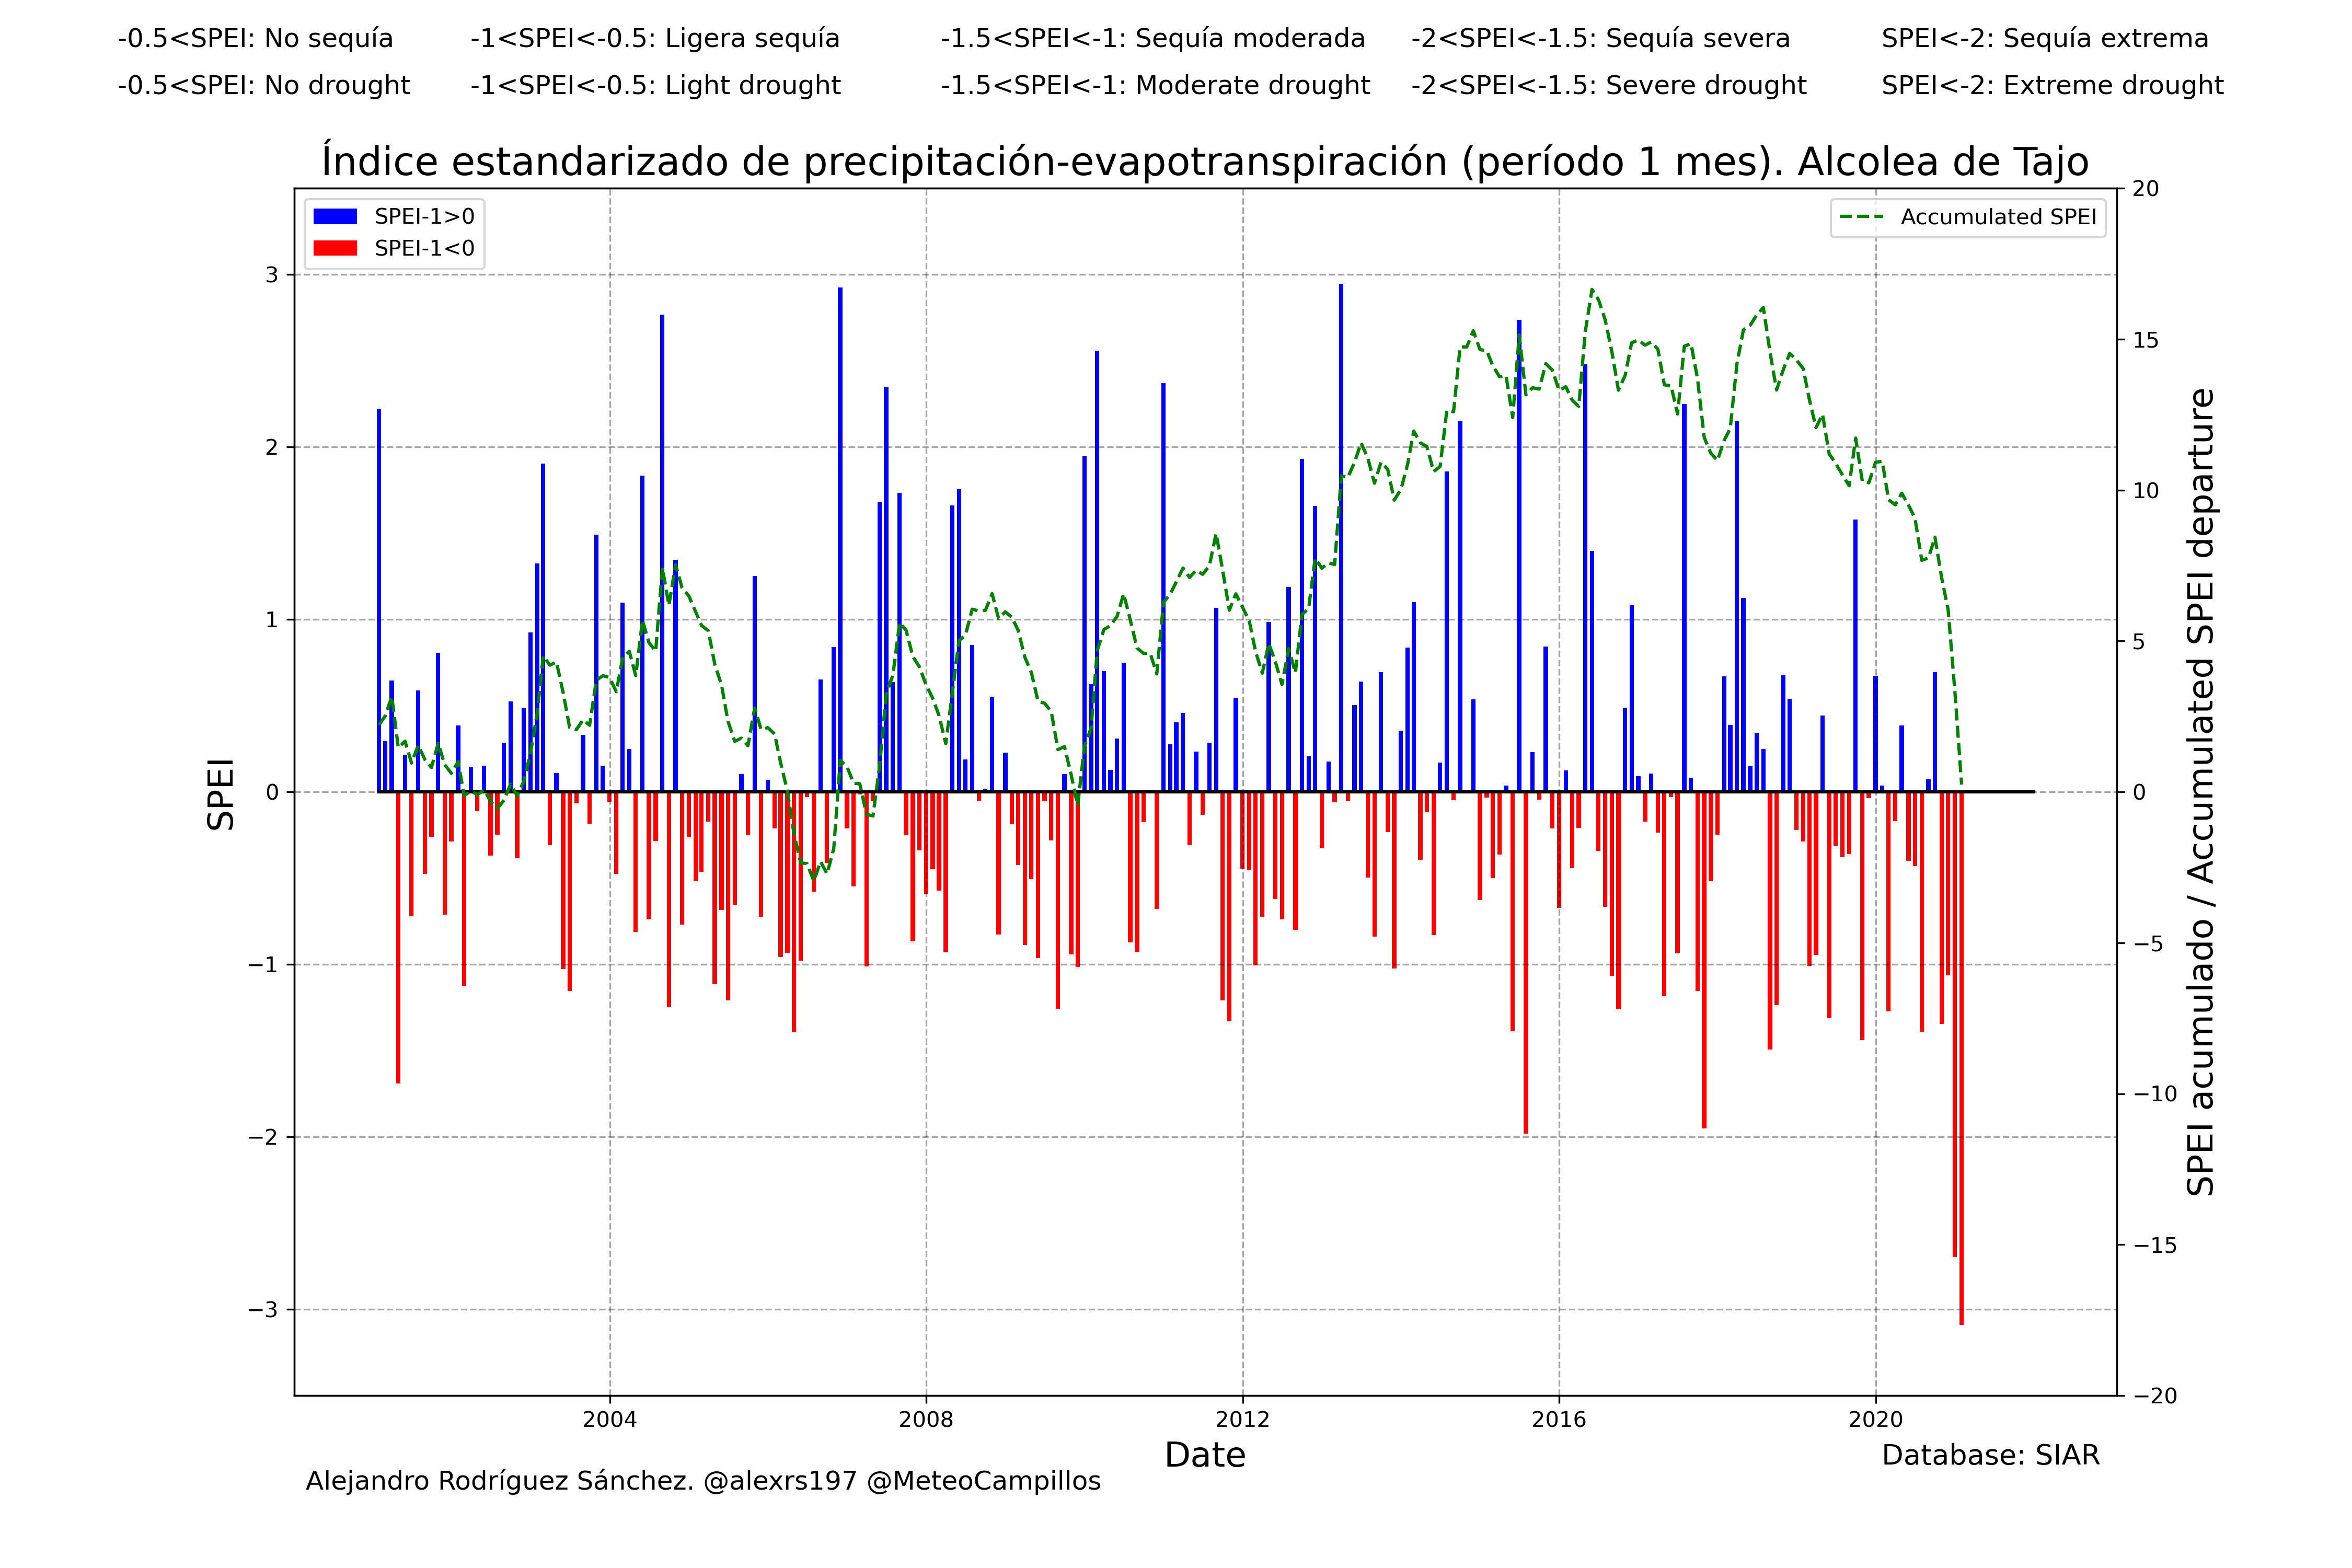 -0.5<SPEI: No sequía -1<SPEI<-0.5: Ligera sequía -1.5<SPEI<-1: Sequía moderada -2<SPEI<-1.5: Sequía severa SPEI<-2: Sequía extrema
-0.5<SPEI: No drought -1<SPEI<-0.5: Light drought -1.5<SPEI<-1: Moderate drought -2<SPEI<-1.5: Severe drought SPEI<-2: Extreme drought
Índice estandarizado de precipitación-evapotranspiración (período 1 mes). Alcolea de Tajo
SPEI-1>0
SPEI-1<0
Accumulated SPEI
SPEI
3
2
1
0
−1
−2
−3
20
15
10
5
0
−5
−10
−15
−20
SPEI acumulado / Accumulated SPEI departure
2004 2008 2012 2016 2020
Date
Database: SIAR
Alejandro Rodríguez Sánchez. @alexrs197 @MeteoCampillos